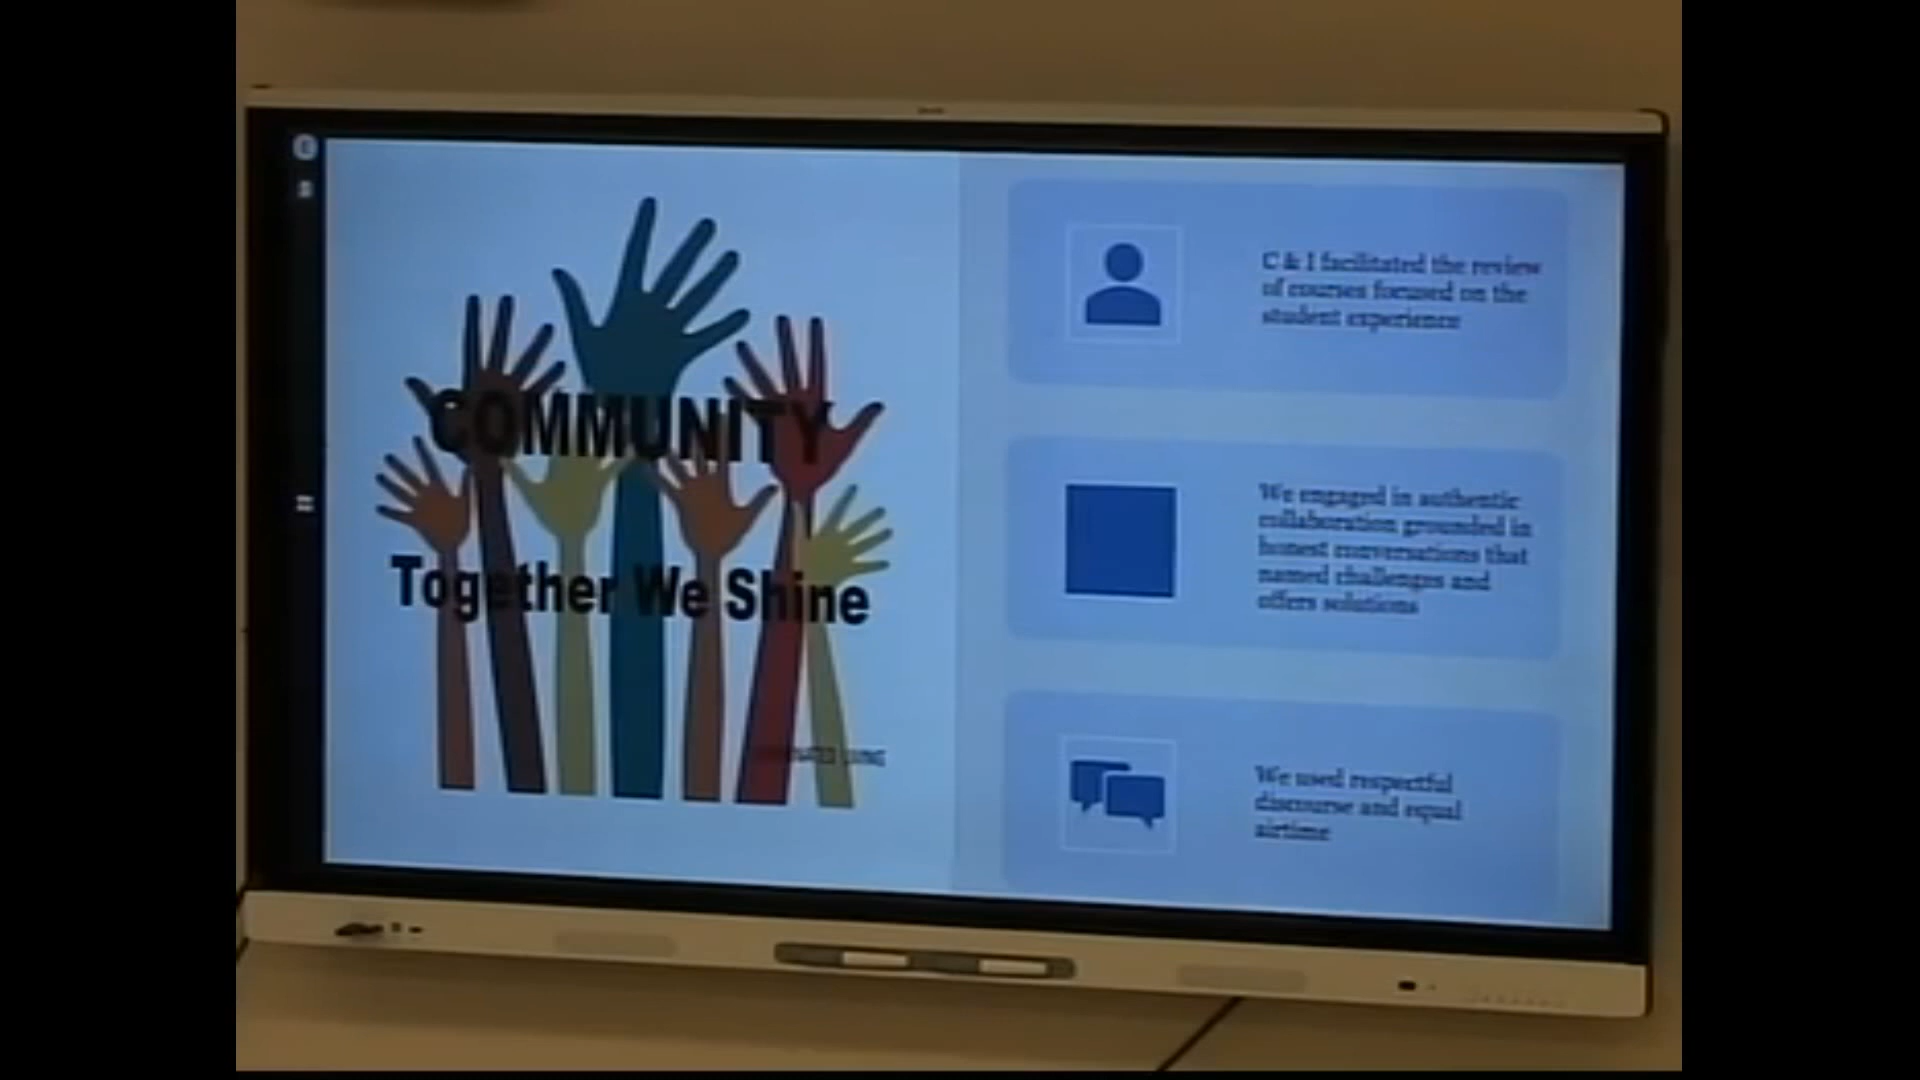 COMMUNITY
Together We Shine
C & I facilitated the review
of courses focused on the
student experience
We engaged in authentic
collaboration grounded in
honest conversations that
named challenges and
offers solutions
We used respectful
discourse and equal
airtime